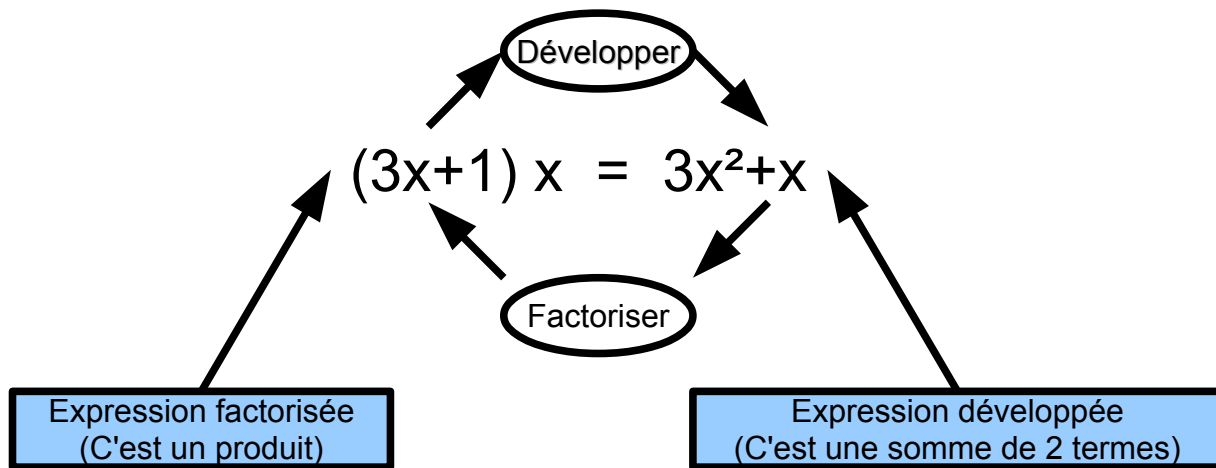 Développer
(3x+1) x = 3x²+x
Factoriser
Expression factorisée
(C'est un produit)
Expression développée
(C'est une somme de 2 termes)